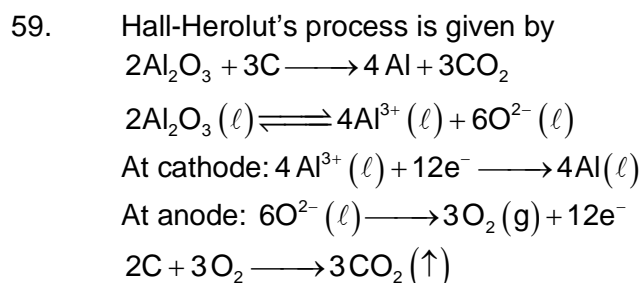 59. Hall-Herolut's process is given by
2Al₂O₃ + 3C ⟶ 4 Al + 3CO₂
2Al₂O₃ (ℓ) ⇌ 4Al³⁺ (ℓ) + 6O²⁻ (ℓ)
At cathode: 4 Al³⁺ (ℓ) + 12e⁻ ⟶ 4Al(ℓ)
At anode: 6O²⁻ (ℓ) ⟶ 3O₂ (g) + 12e⁻
2C + 3O₂ ⟶ 3CO₂ (↑)